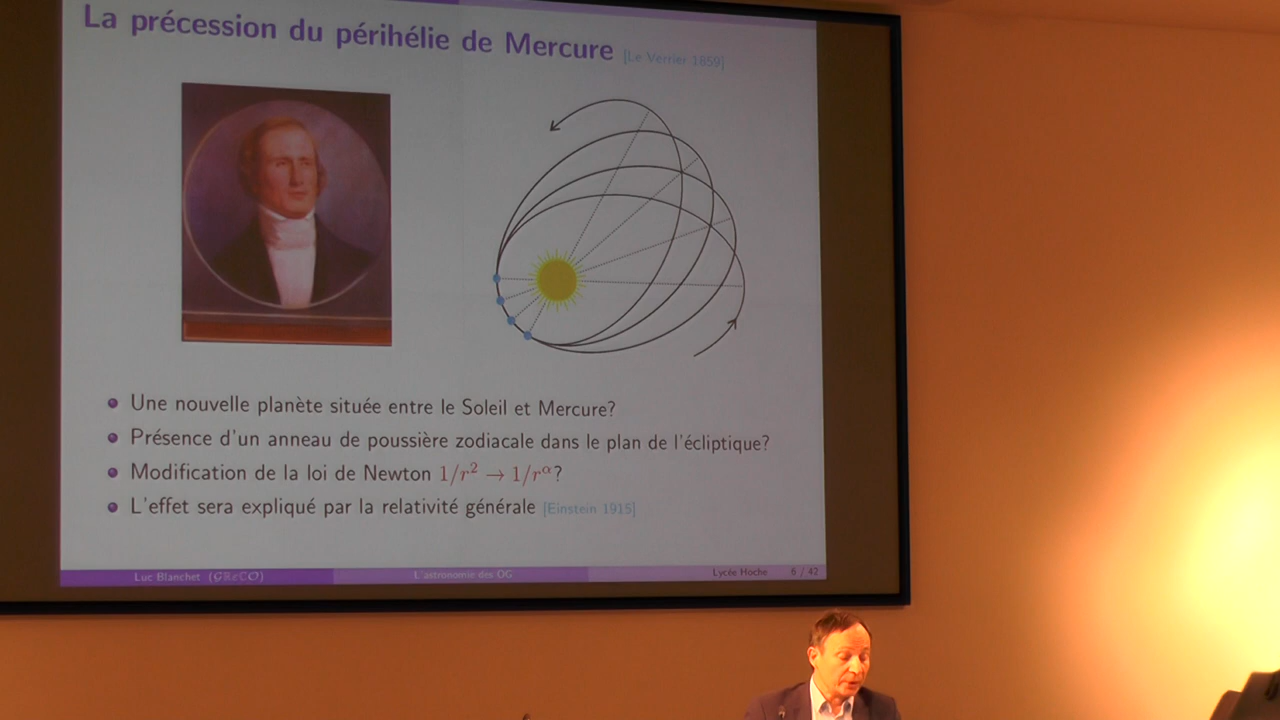 La précession du périhélie de Mercure [Le Verrier 1859]
Une nouvelle planète située entre le Soleil et Mercure?
Présence d'un anneau de poussière zodiacale dans le plan de l'écliptique?
Modification de la loi de Newton 1/r² → 1/r^α?
L'effet sera expliqué par la relativité générale [Einstein 1915]
Luc Blanchet (GRεCO) L'astronomie des OG Lycée Hoche 6 / 42